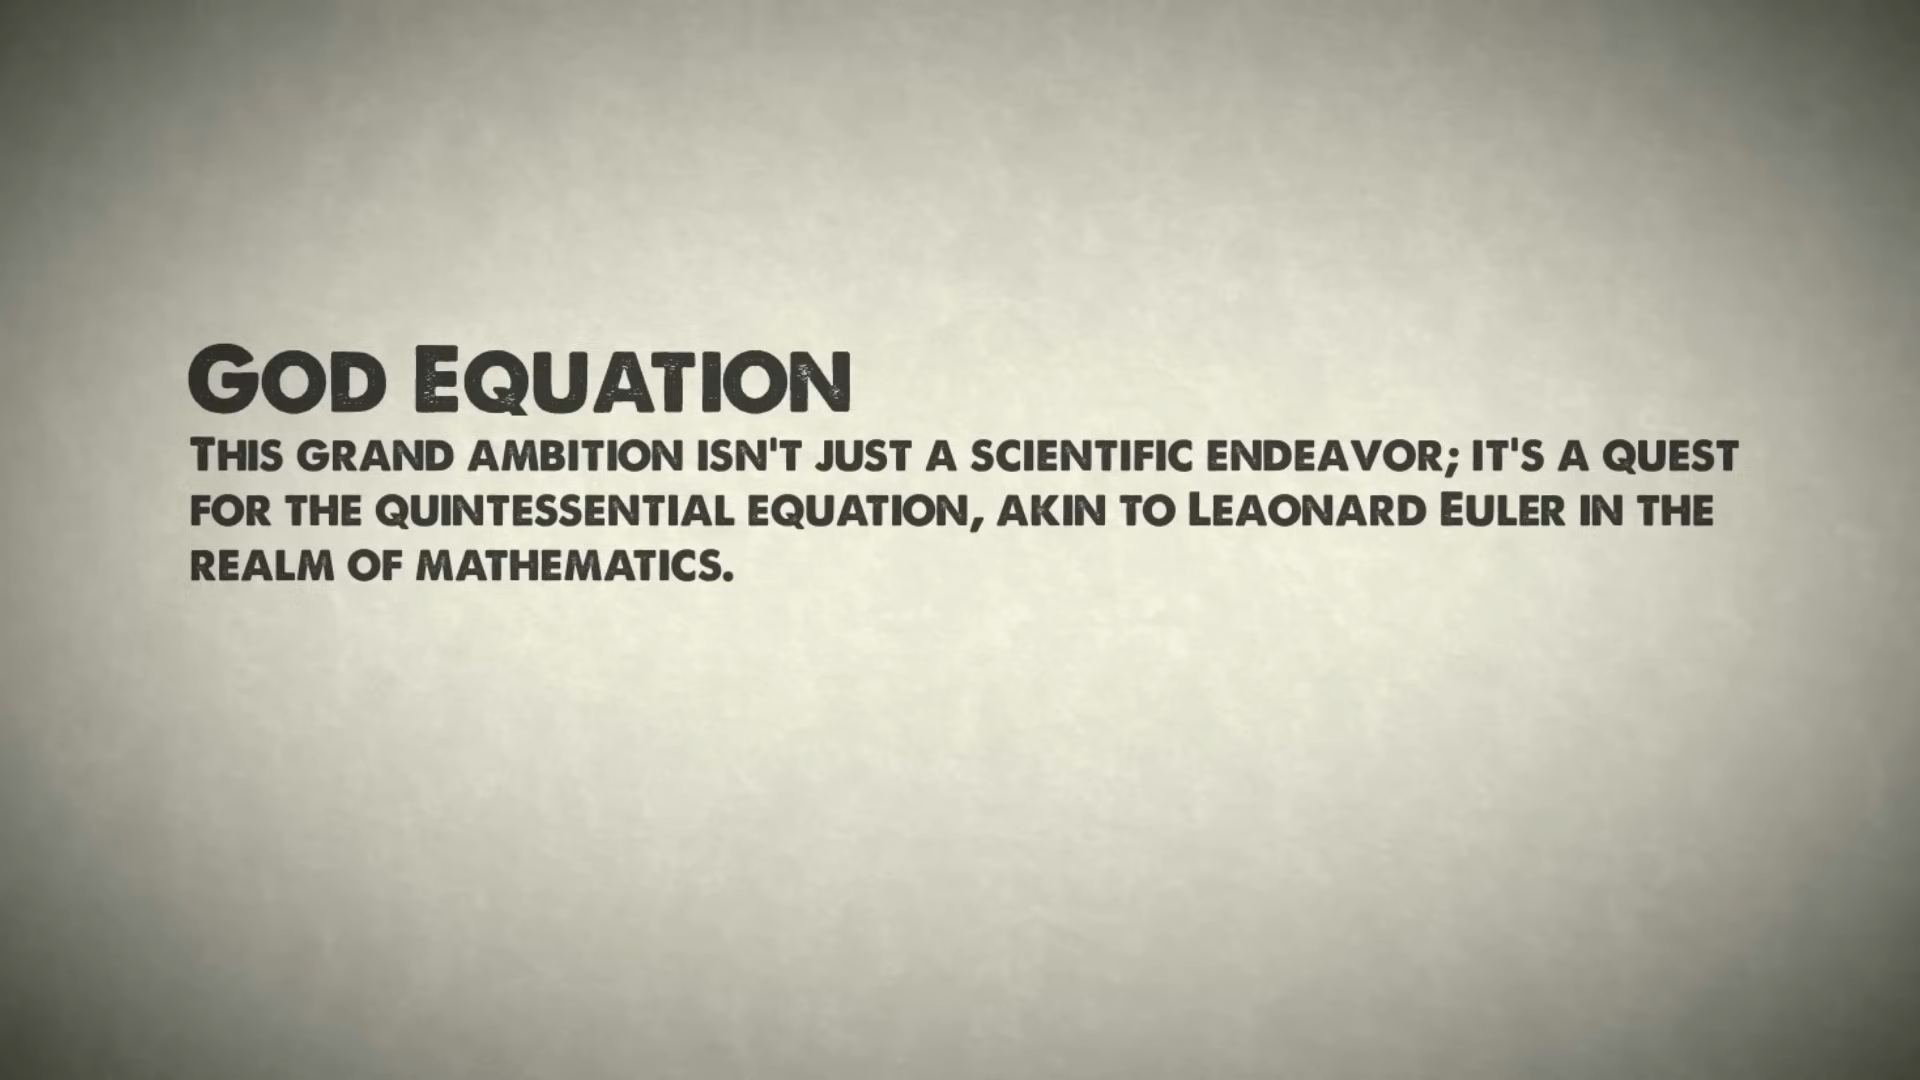 God Equation
This grand ambition isn't just a scientific endeavor; it's a quest
for the quintessential equation, akin to Leaonard Euler in the
realm of mathematics.